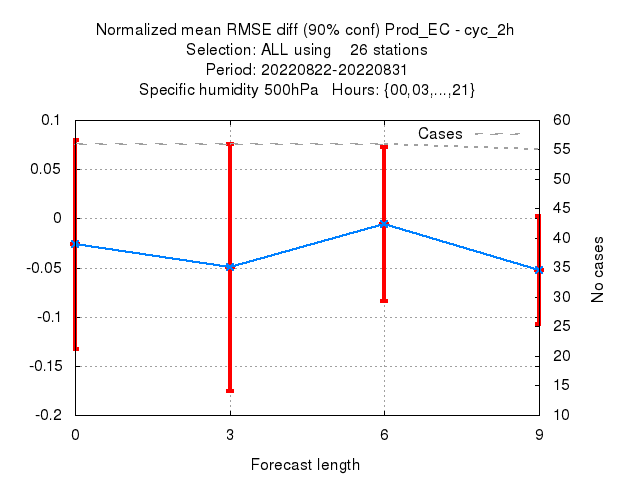 Normalized mean RMSE diff (90% conf) Prod_EC - cyc_2h
Selection: ALL using    26 stations
Period: 20220822-20220831
Specific humidity 500hPa   Hours: {00,03,...,21}
Cases
0.1
0.05
0
-0.05
-0.1
-0.15
-0.2
60
55
50
45
40
35
30
25
20
15
10
No cases
0 3 6 9
Forecast length